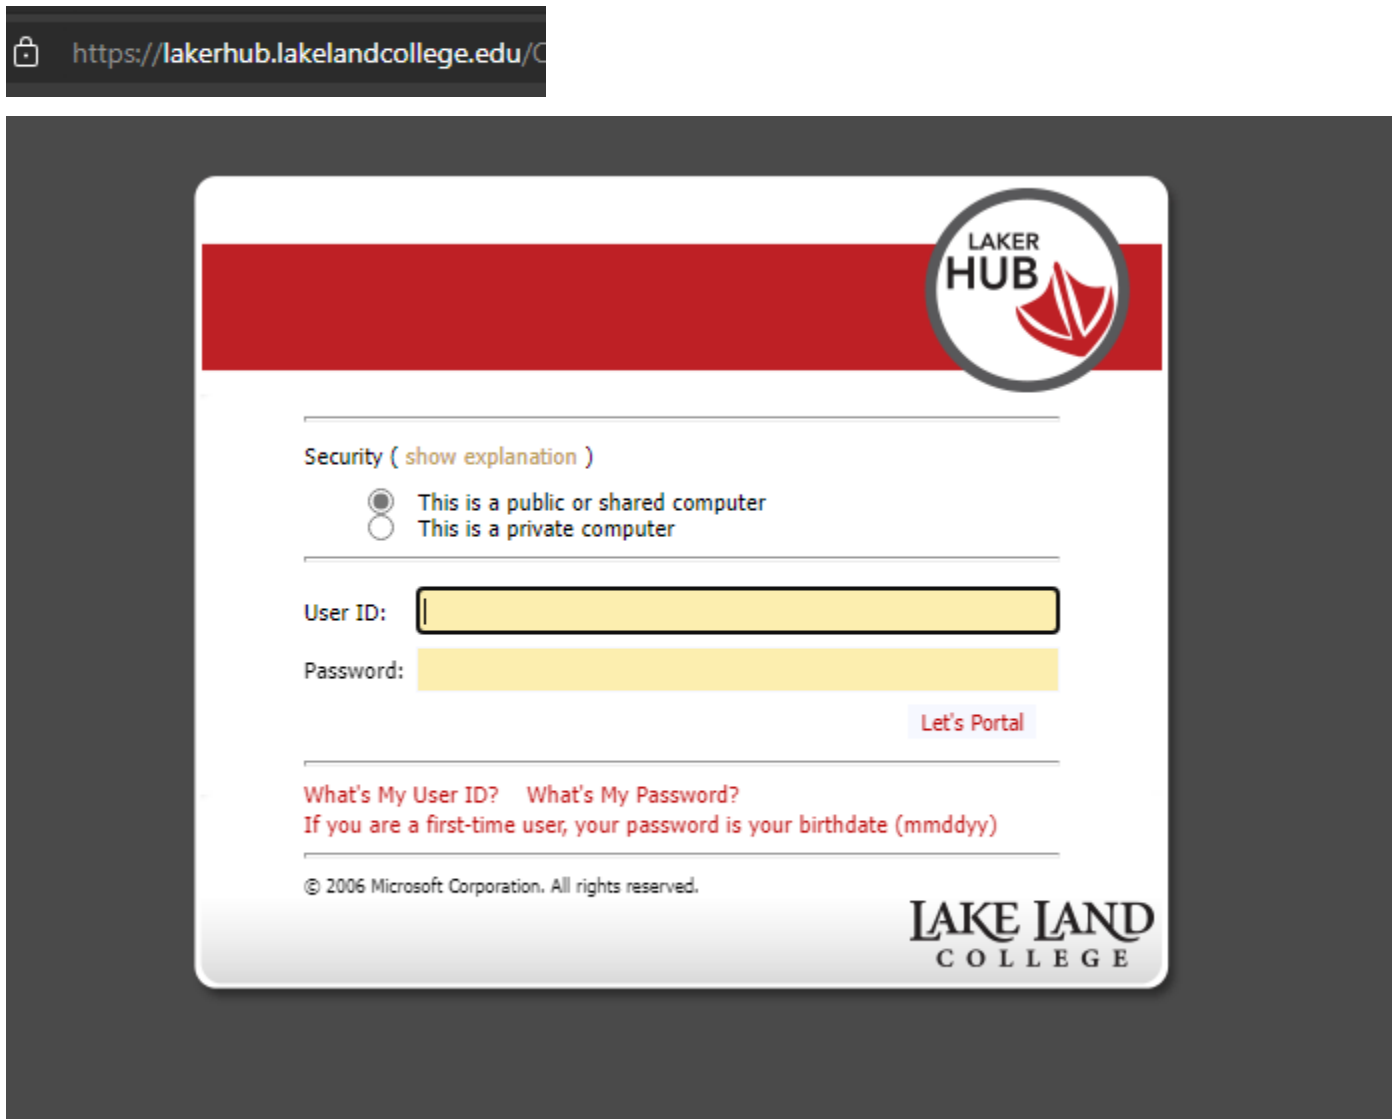 https://lakerhub.lakelandcollege.edu/C
LAKER
HUB
Security ( show explanation )
This is a public or shared computer
This is a private computer
User ID:
Password:
Let's Portal
What's My User ID? What's My Password?
If you are a first-time user, your password is your birthdate (mmddyy)
© 2006 Microsoft Corporation. All rights reserved.
LAKE LAND
COLLEGE